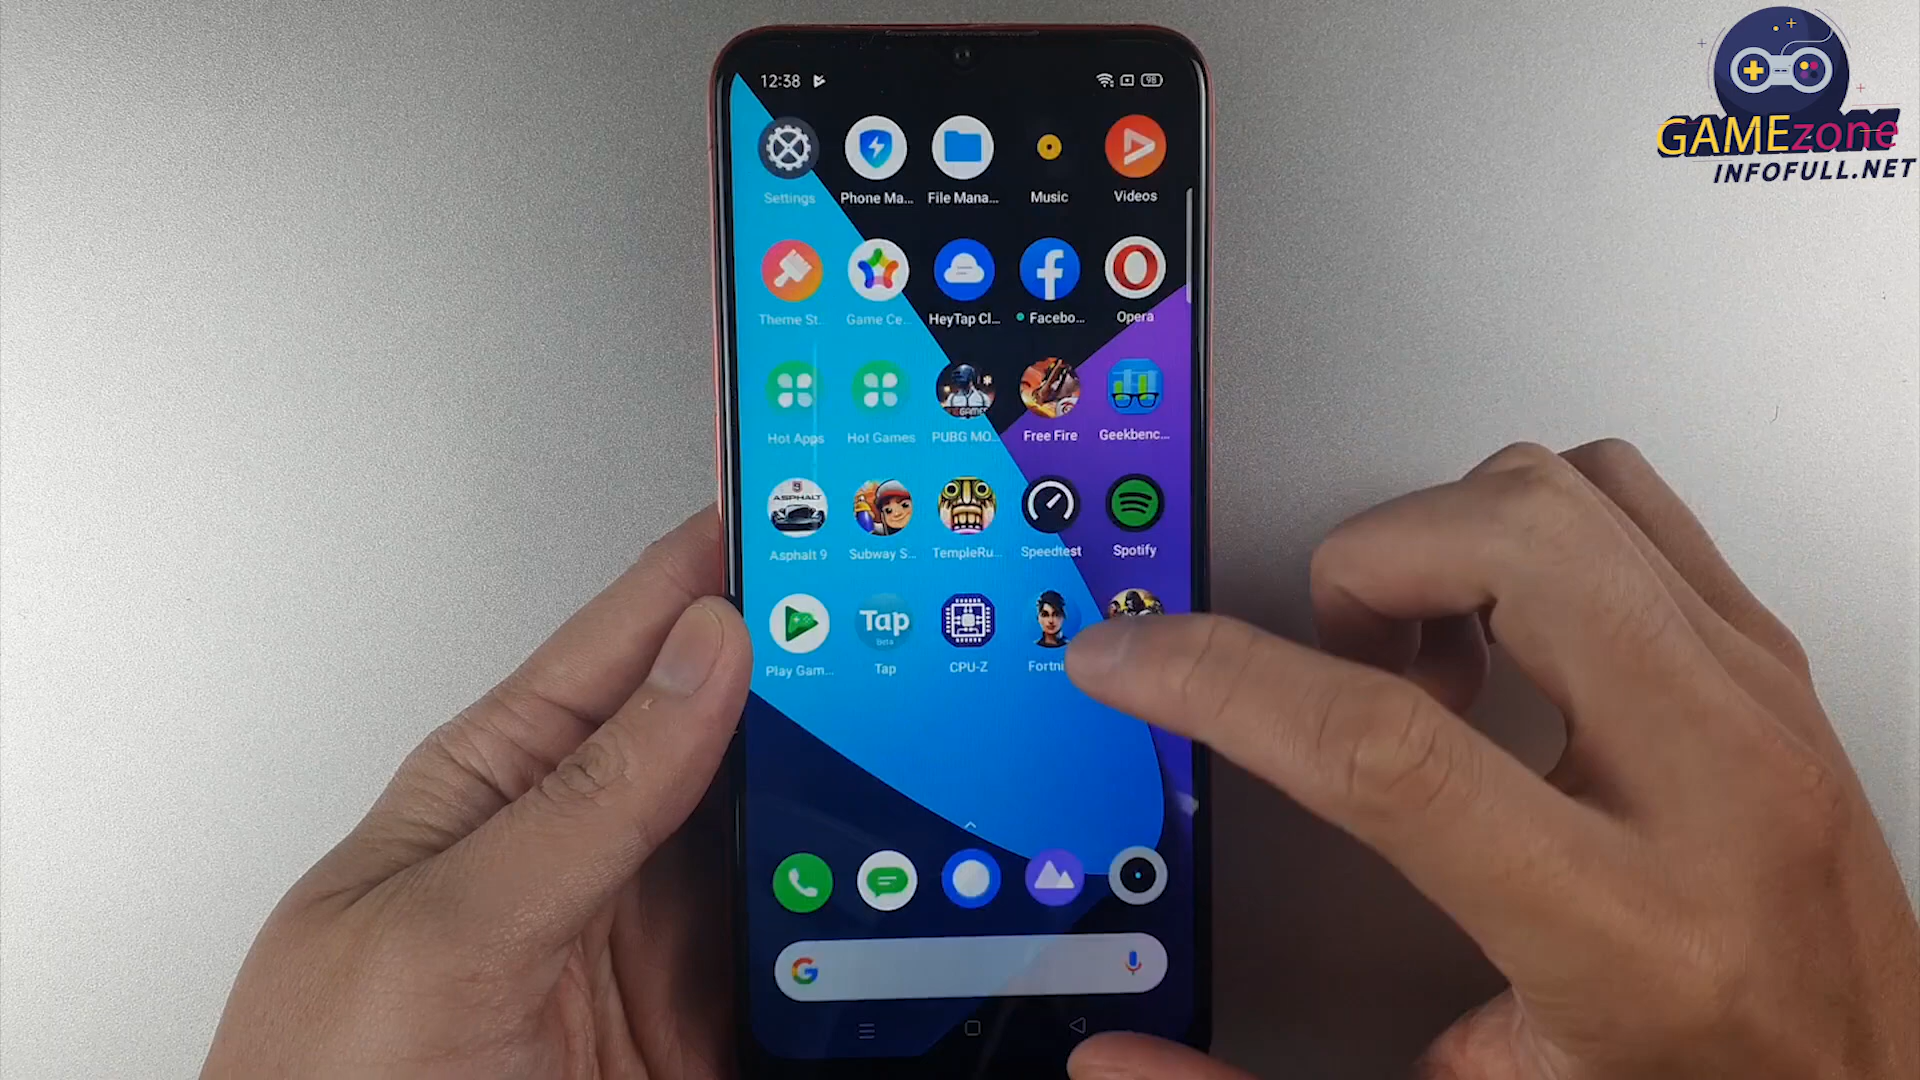 GAMEzone
INFOFULL.NET
12:38
98
Settings
Phone Ma...
File Mana...
Music
Videos
Theme St...
Game Ce...
HeyTap Cl...
Facebo...
Opera
Hot Apps
Hot Games
PUBG MO...
Free Fire
Geekbenc...
ASPHALT
Asphalt 9
Subway S...
TempleRu...
Speedtest
Spotify
Play Gam...
Tap
Beta
Tap
CPU-Z
Fortni
G